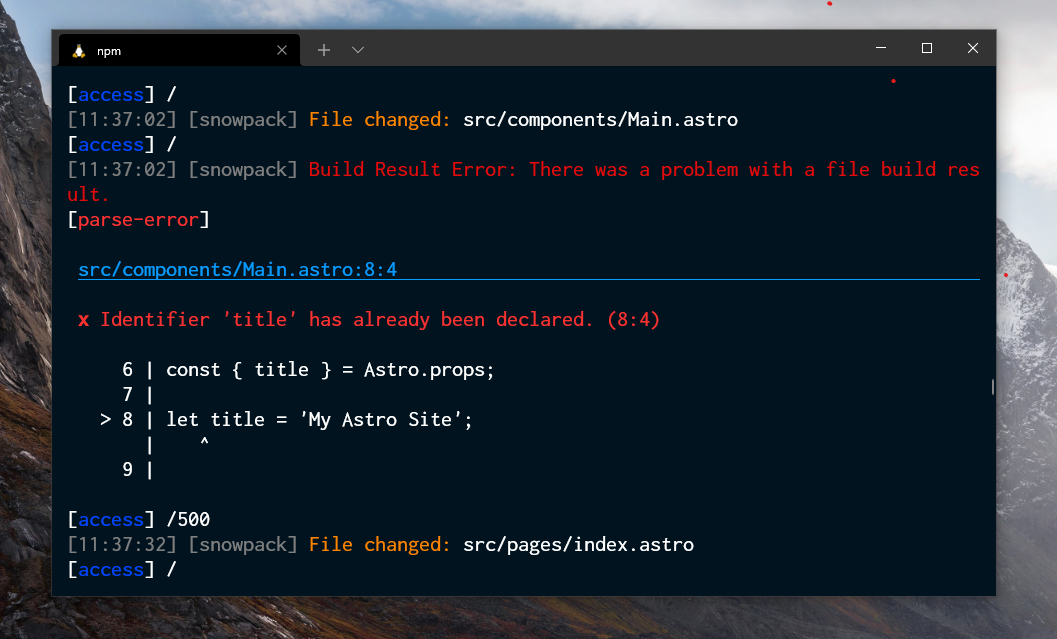 npm
[access] /
[11:37:02] [snowpack] File changed: src/components/Main.astro
[access] /
[11:37:02] [snowpack] Build Result Error: There was a problem with a file build res
ult.
[parse-error]
src/components/Main.astro:8:4
x Identifier 'title' has already been declared. (8:4)
6 | const { title } = Astro.props;
7 |
> 8 | let title = 'My Astro Site';
| ^
9 |
[access] /500
[11:37:32] [snowpack] File changed: src/pages/index.astro
[access] /